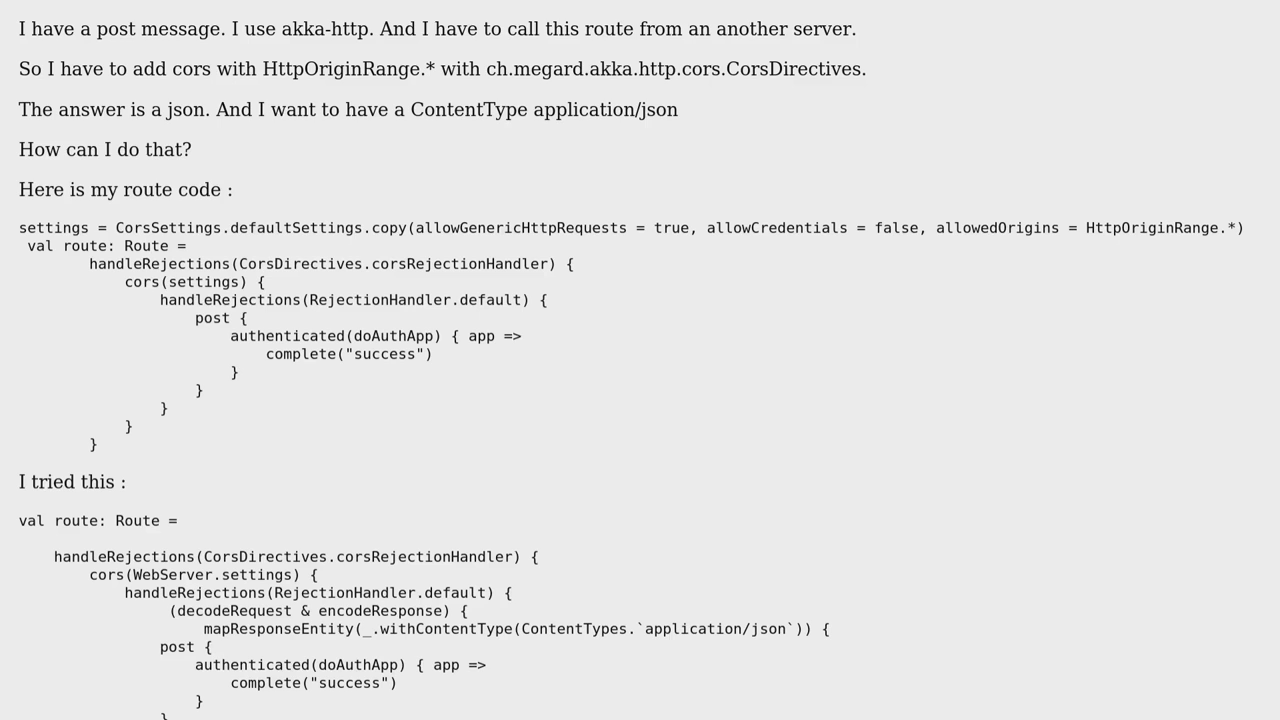 I have a post message. I use akka-http. And I have to call this route from an another server.
So I have to add cors with HttpOriginRange.* with ch.megard.akka.http.cors.CorsDirectives.
The answer is a json. And I want to have a ContentType application/json
How can I do that?
Here is my route code :
settings = CorsSettings.defaultSettings.copy(allowGenericHttpRequests = true, allowCredentials = false, allowedOrigins = HttpOriginRange.*)
 val route: Route =
        handleRejections(CorsDirectives.corsRejectionHandler) {
            cors(settings) {
                handleRejections(RejectionHandler.default) {
                    post {
                        authenticated(doAuthApp) { app =>
                            complete("success")
                        }
                    }
                }
            }
        }
I tried this :
val route: Route =
    handleRejections(CorsDirectives.corsRejectionHandler) {
        cors(WebServer.settings) {
            handleRejections(RejectionHandler.default) {
                 (decodeRequest & encodeResponse) {
                     mapResponseEntity(_.withContentType(ContentTypes.`application/json`)) {
                post {
                    authenticated(doAuthApp) { app =>
                        complete("success")
                    }
                }